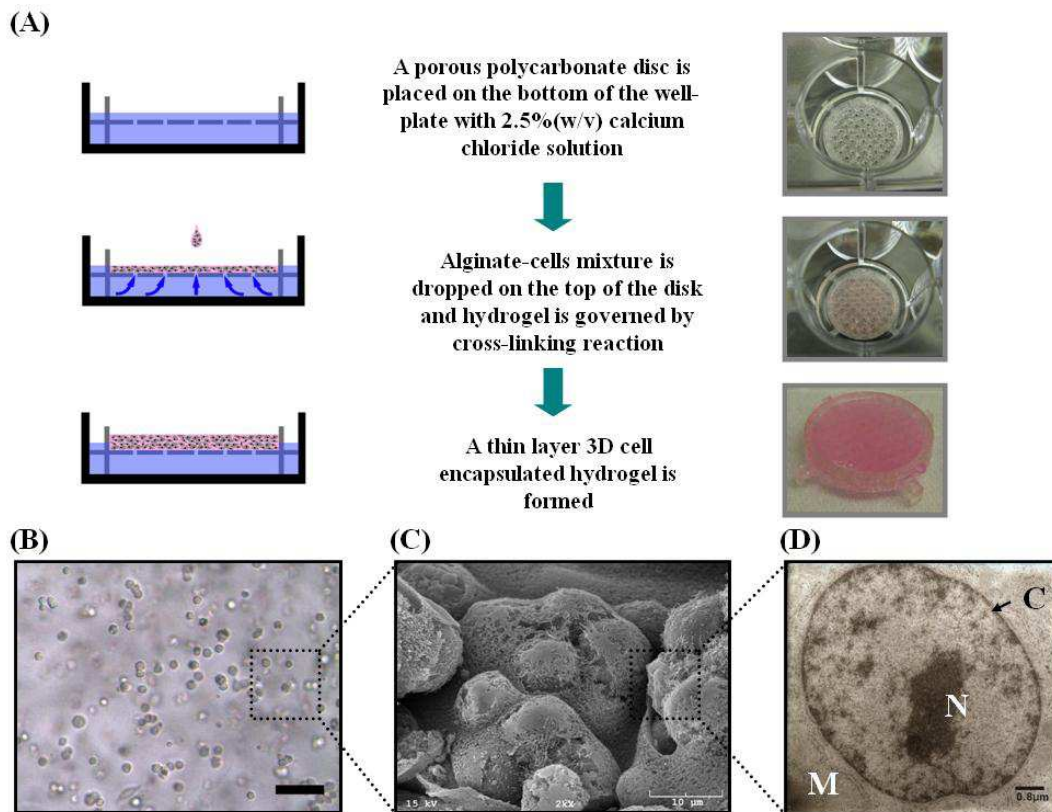 (A)
A porous polycarbonate disc is
placed on the bottom of the well-
plate with 2.5%(w/v) calcium
chloride solution
Alginate-cells mixture is
dropped on the top of the disk
and hydrogel is governed by
cross-linking reaction
A thin layer 3D cell
encapsulated hydrogel is
formed
(B)
(C)
(D)
C
N
M
15 kV
2kX
10 µm
0.8µm